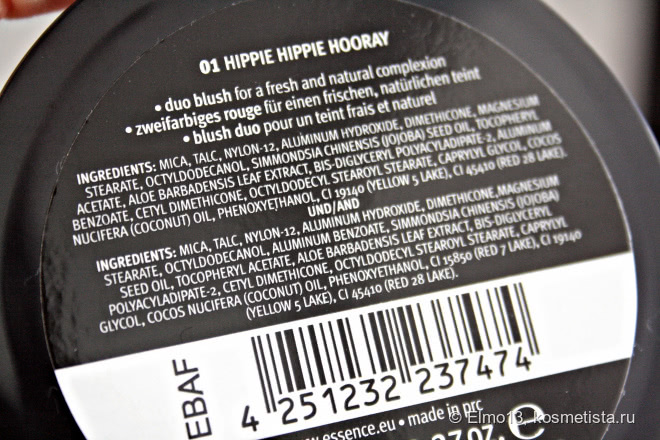 01 HIPPIE HIPPIE HOORAY
• duo blush for a fresh and natural complexion
• zweifarbiges rouge für einen frischen, natürlichen teint
• blush duo pour un teint frais et naturel
INGREDIENTS: MICA, TALC, NYLON-12, ALUMINUM HYDROXIDE, DIMETHICONE, MAGNESIUM
STEARATE, OCTYLDODECANOL, SIMMONDSIA CHINENSIS (JOJOBA) SEED OIL, TOCOPHERYL
ACETATE, ALOE BARBADENSIS LEAF EXTRACT, BIS-DIGLYCERYL POLYACYLADIPATE-2, ALUMINUM
BENZOATE, CETYL DIMETHICONE, OCTYLDODECYL STEAROYL STEARATE, CAPRYLYL GLYCOL, COCOS
NUCIFERA (COCONUT) OIL, PHENOXYETHANOL, CI 19140 (YELLOW 5 LAKE), CI 45410 (RED 28 LAKE).
UND/AND
INGREDIENTS: MICA, TALC, NYLON-12, ALUMINUM HYDROXIDE, DIMETHICONE,MAGNESIUM
STEARATE, OCTYLDODECANOL, ALUMINUM BENZOATE, SIMMONDSIA CHINENSIS (JOJOBA)
SEED OIL, TOCOPHERYL ACETATE, ALOE BARBADENSIS LEAF EXTRACT, BIS-DIGLYCERYL
POLYACYLADIPATE-2, CETYL DIMETHICONE, OCTYLDODECYL STEAROYL STEARATE, CAPRYLYL
GLYCOL, COCOS NUCIFERA (COCONUT) OIL, PHENOXYETHANOL, CI 15850 (RED 7 LAKE), CI 19140
(YELLOW 5 LAKE), CI 45410 (RED 28 LAKE).
EBAF
4 251232 237474
www.essence.eu • made in prc
© Elmo13, kosmetista.ru